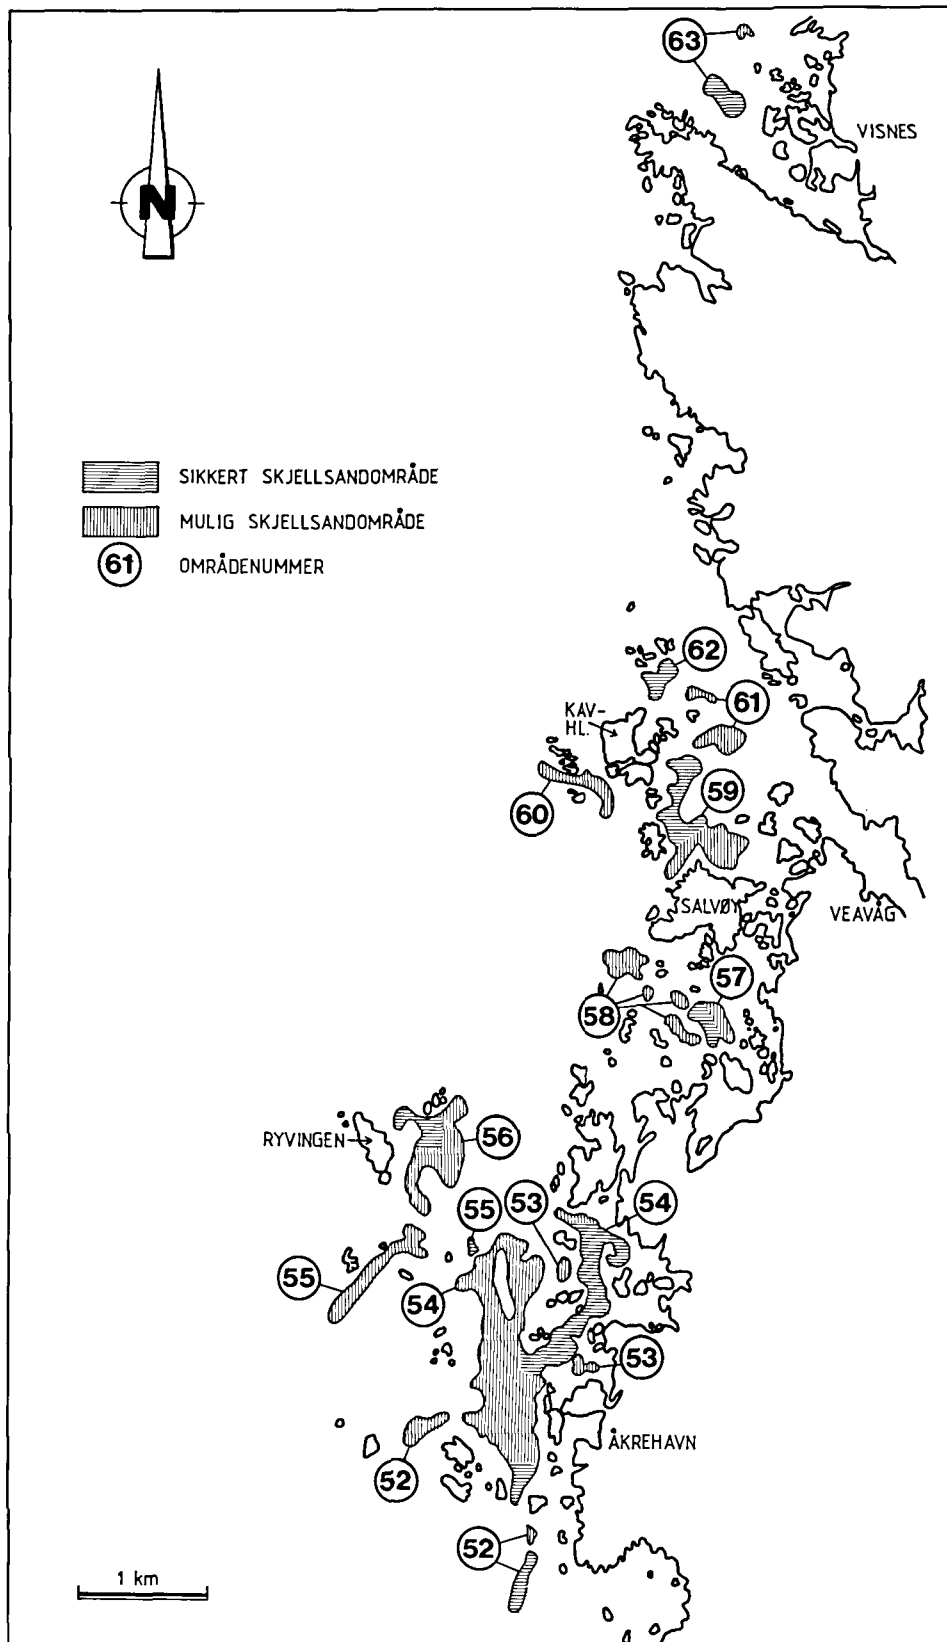 63
VISNES
N
SIKKERT SKJELLSANDOMRÅDE
MULIG SKJELLSANDOMRÅDE
61 OMRÅDENUMMER
62
61
KAV-
HL.
59
60
SALVØY
VEAVÅG
57
58
RYVINGEN
56
53
54
55
55
54
53
ÅKREHAVN
52
52
1 km